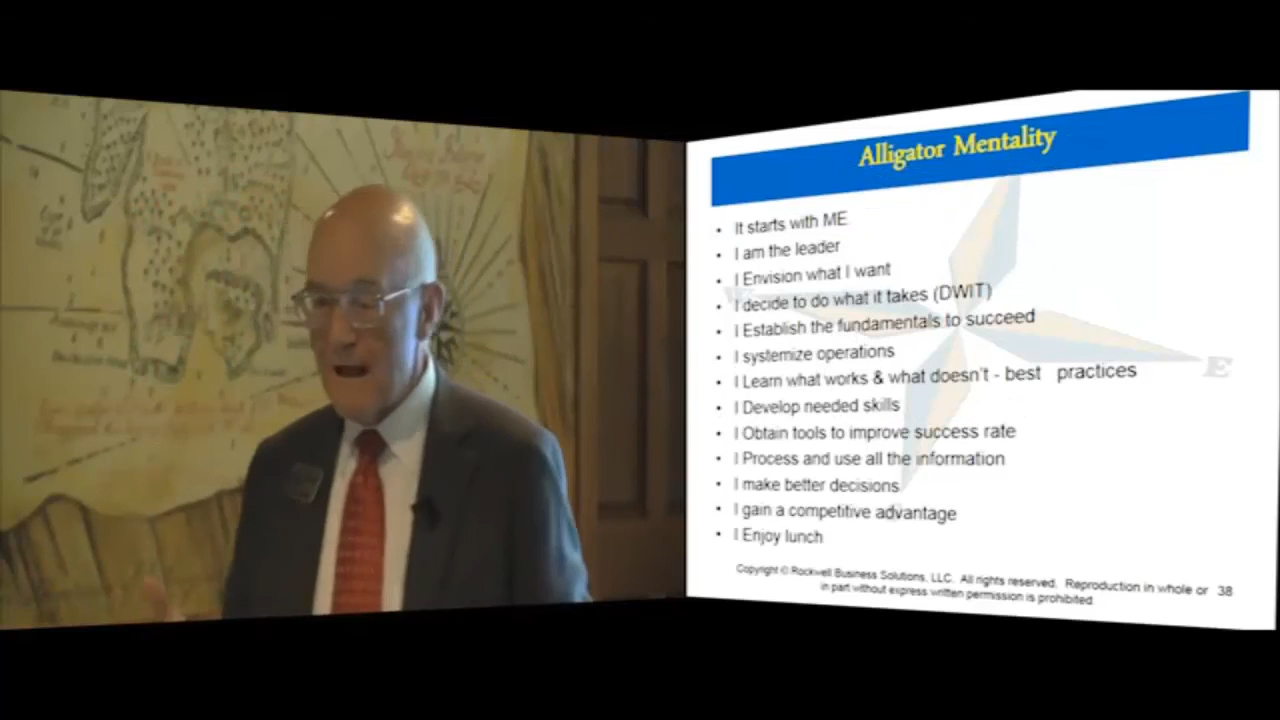 Alligator Mentality
• It starts with ME
• I am the leader
• I Envision what I want
• I decide to do what it takes (DWIT)
• I Establish the fundamentals to succeed
• I systemize operations
• I Learn what works & what doesn't - best practices
• I Develop needed skills
• I Obtain tools to improve success rate
• I Process and use all the information
• I make better decisions
• I gain a competitive advantage
• I Enjoy lunch
E
Copyright © Rockwell Business Solutions, LLC. All rights reserved. Reproduction in whole or 38
in part without express written permission is prohibited